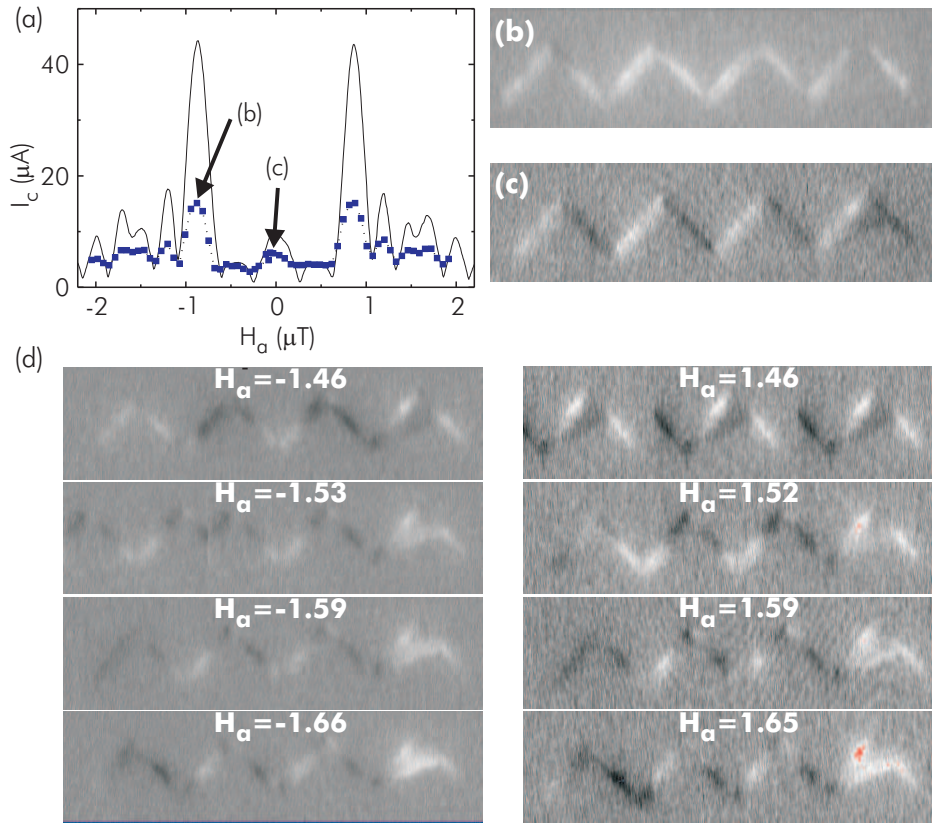 (a)
40
20
0
I_c (μA)
(b)
(c)
-2 -1 0 1 2
H_a (μT)
(b)
(c)
(d)
H_a=-1.46
H_a=1.46
H_a=-1.53
H_a=1.52
H_a=-1.59
H_a=1.59
H_a=-1.66
H_a=1.65